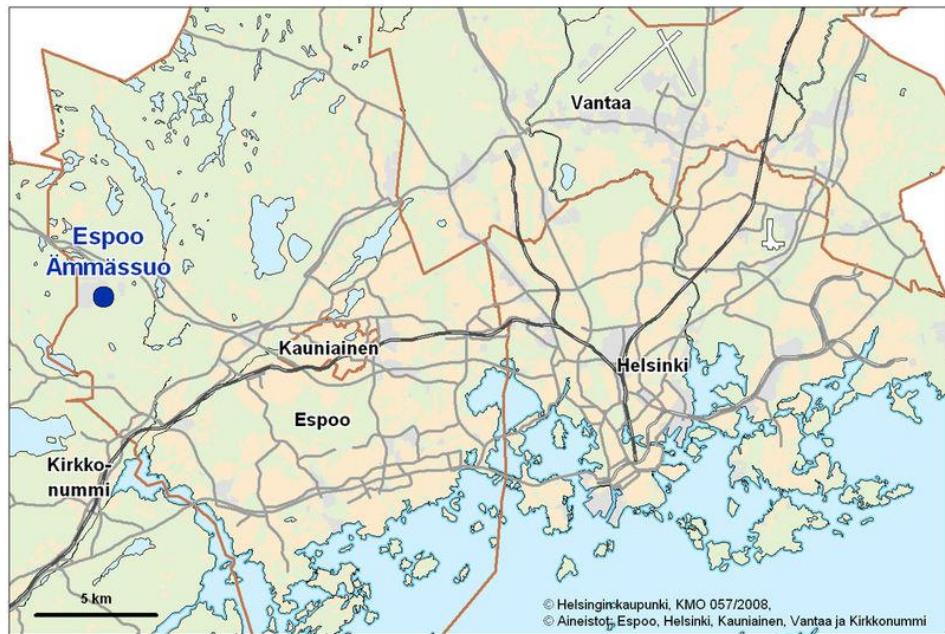 Vantaa
Espoo
Ämmässuo
Kauniainen
Helsinki
Espoo
Kirkko-
nummi
5 km
© Helsingin kaupunki, KMO 057/2008,
© Aineistot: Espoo, Helsinki, Kauniainen, Vantaa ja Kirkkonummi